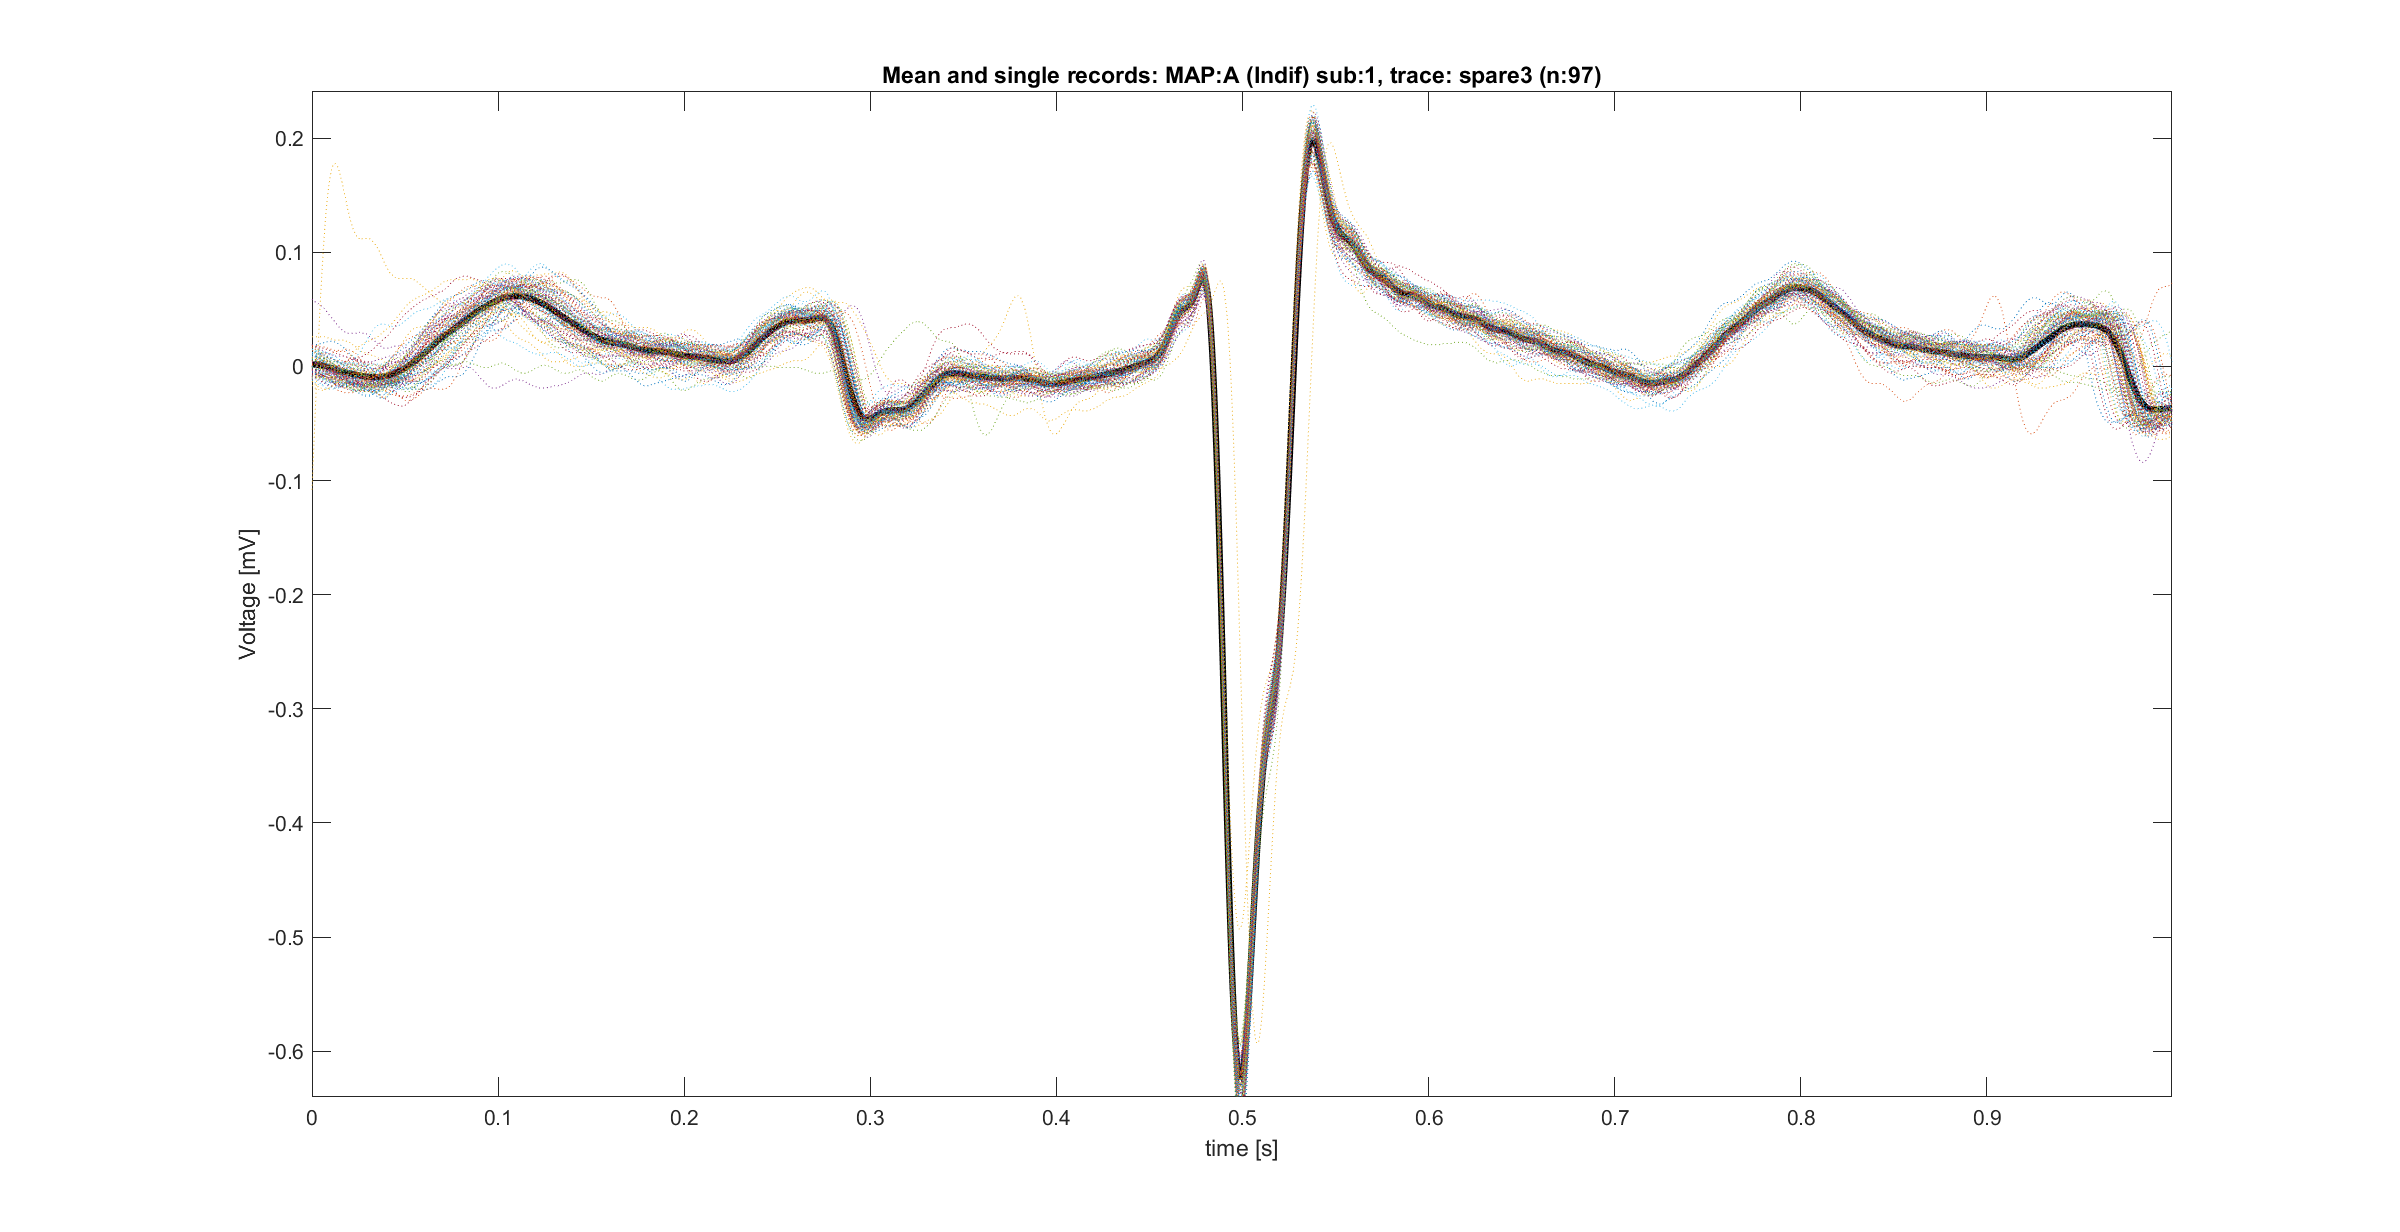 Mean and single records: MAP:A (Indif) sub:1, trace: spare3 (n:97)
0.2
0.1
0
-0.1
-0.2
-0.3
-0.4
-0.5
-0.6
Voltage [mV]
0 0.1 0.2 0.3 0.4 0.5 0.6 0.7 0.8 0.9
time [s]